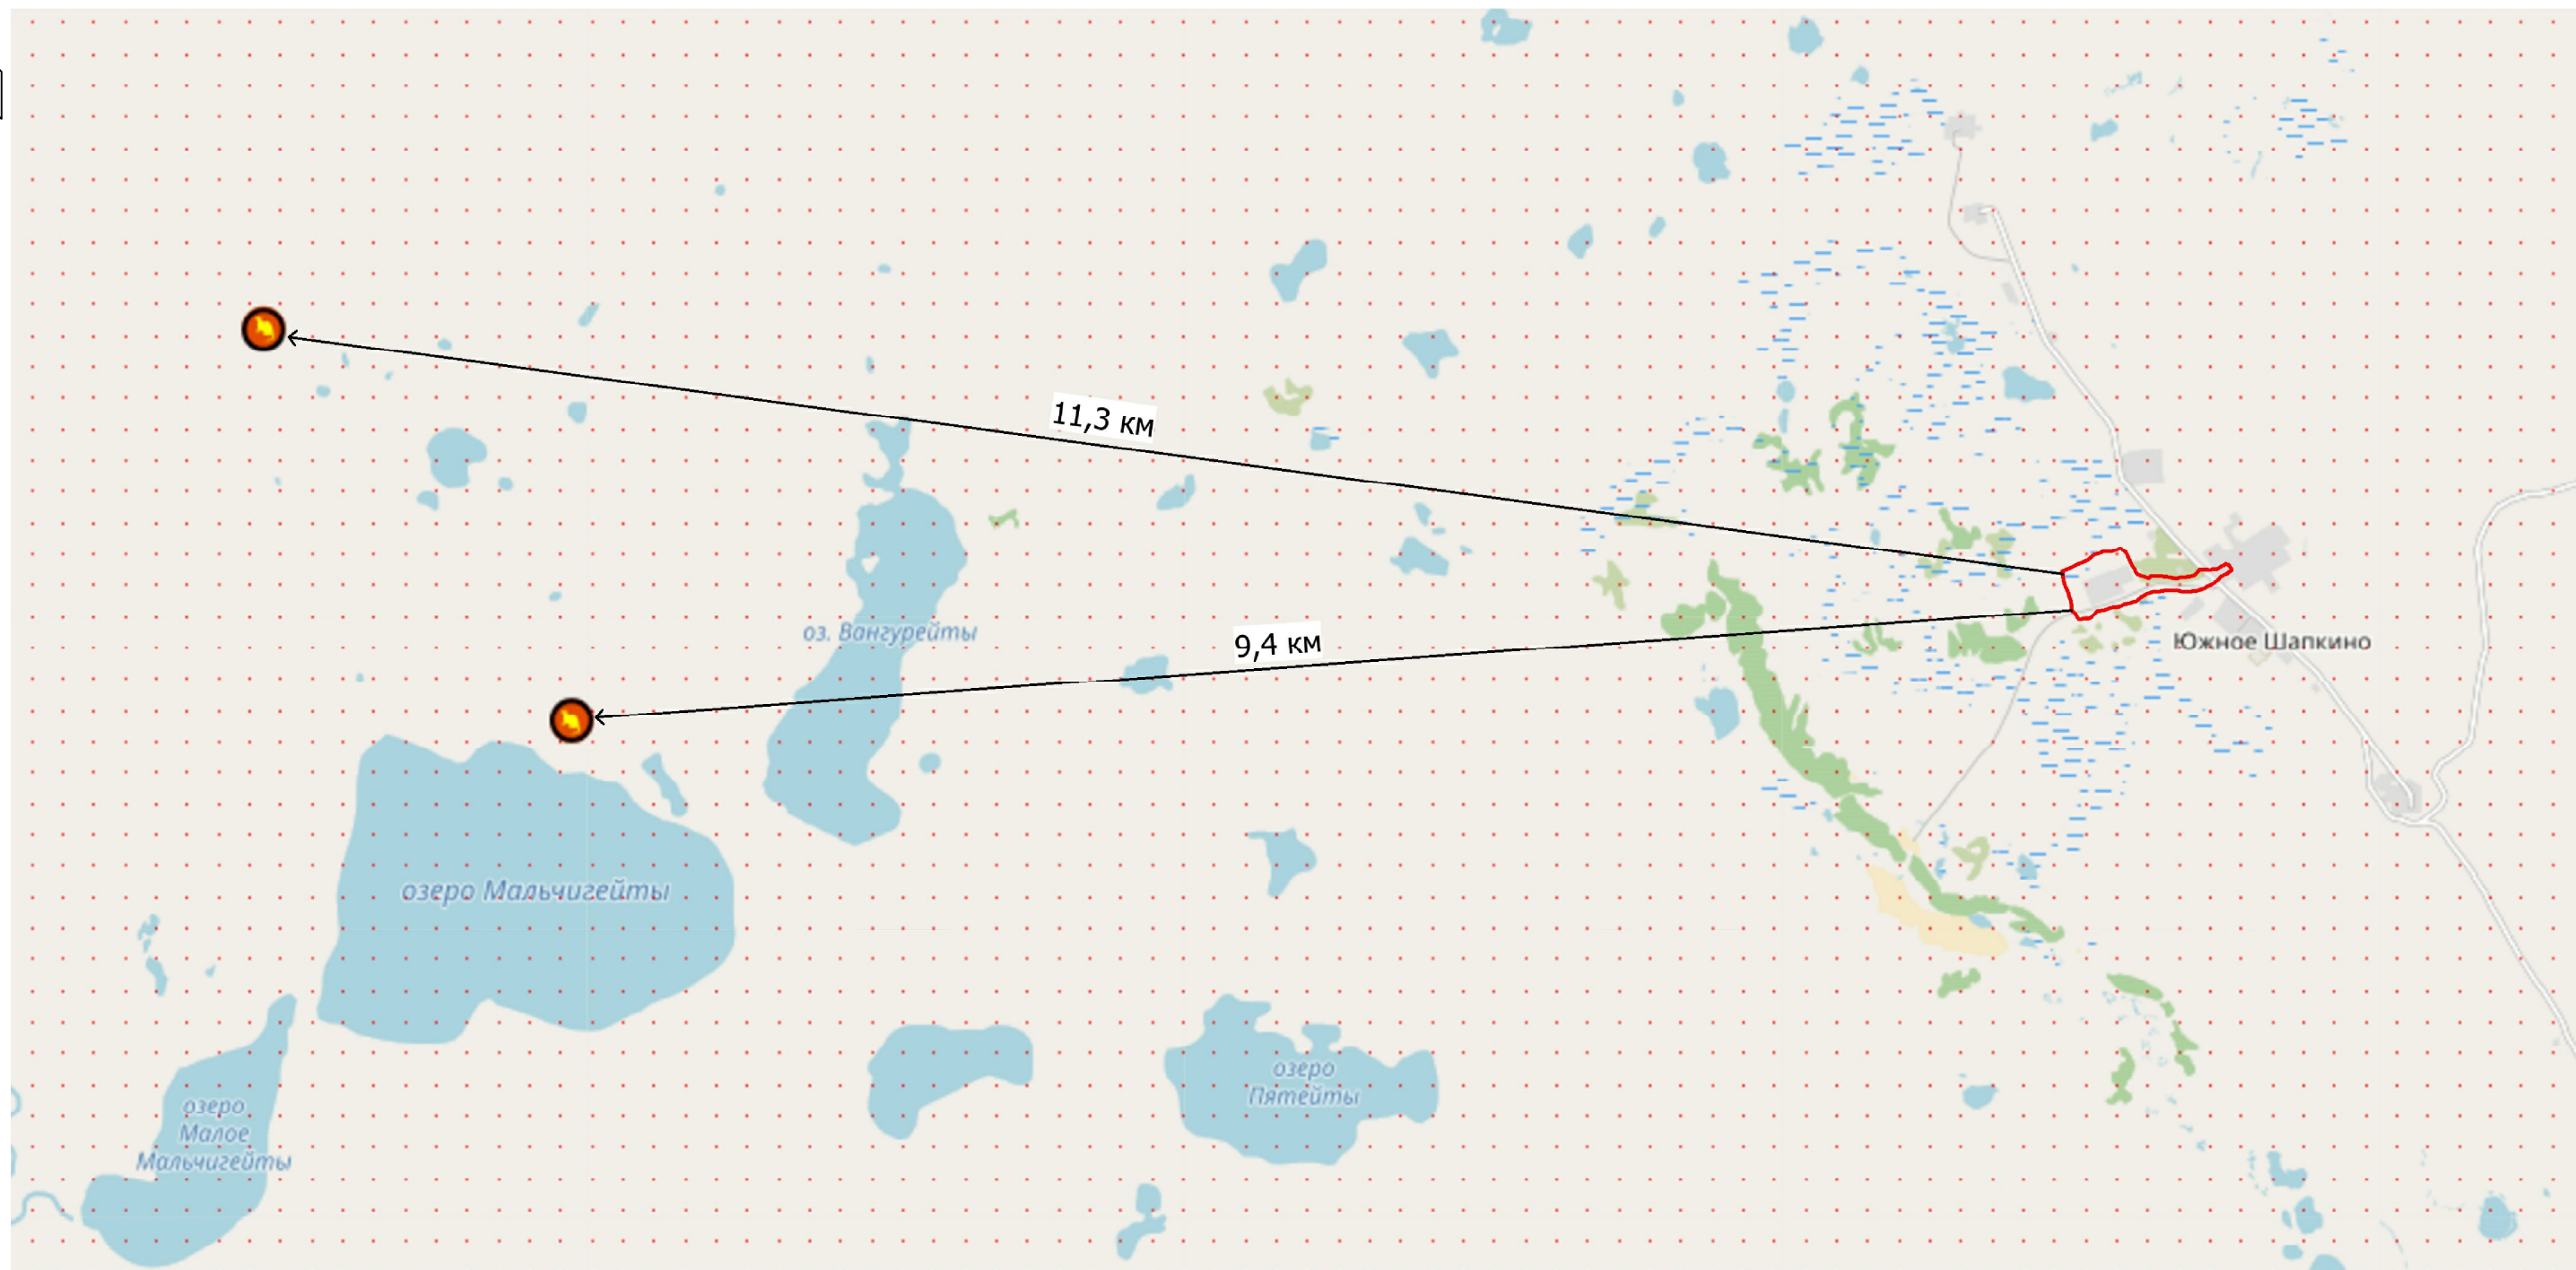 11,3 км
оз. Вангурейты
9,4 км
Южное Шапкино
озеро Мальчигейты
озеро
Пятейты
озеро
Малое
Мальчигейты